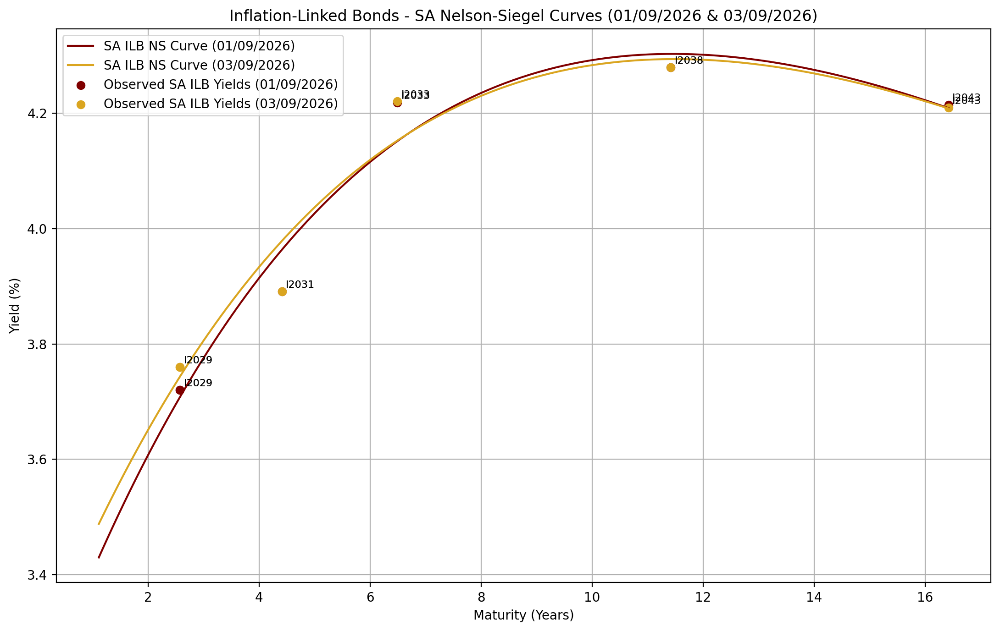 Inflation-Linked Bonds - SA Nelson-Siegel Curves (01/09/2026 & 03/09/2026)
SA ILB NS Curve (01/09/2026)
SA ILB NS Curve (03/09/2026)
Observed SA ILB Yields (01/09/2026)
Observed SA ILB Yields (03/09/2026)
I2038
I2033
I2033
I2043
I2043
I2031
I2029
I2029
4.2
4.0
3.8
3.6
3.4
Yield (%)
2 4 6 8 10 12 14 16
Maturity (Years)